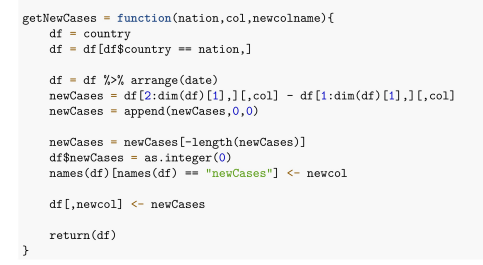 getNewCases = function(nation,col,newcolname){
    df = country
    df = df[df$country == nation,]

    df = df %>% arrange(date)
    newCases = df[2:dim(df)[1],][,col] - df[1:dim(df)[1],][,col]
    newCases = append(newCases,0,0)

    newCases = newCases[-length(newCases)]
    df$newCases = as.integer(0)
    names(df)[names(df) == "newCases"] <- newcol

    df[,newcol] <- newCases

    return(df)
}